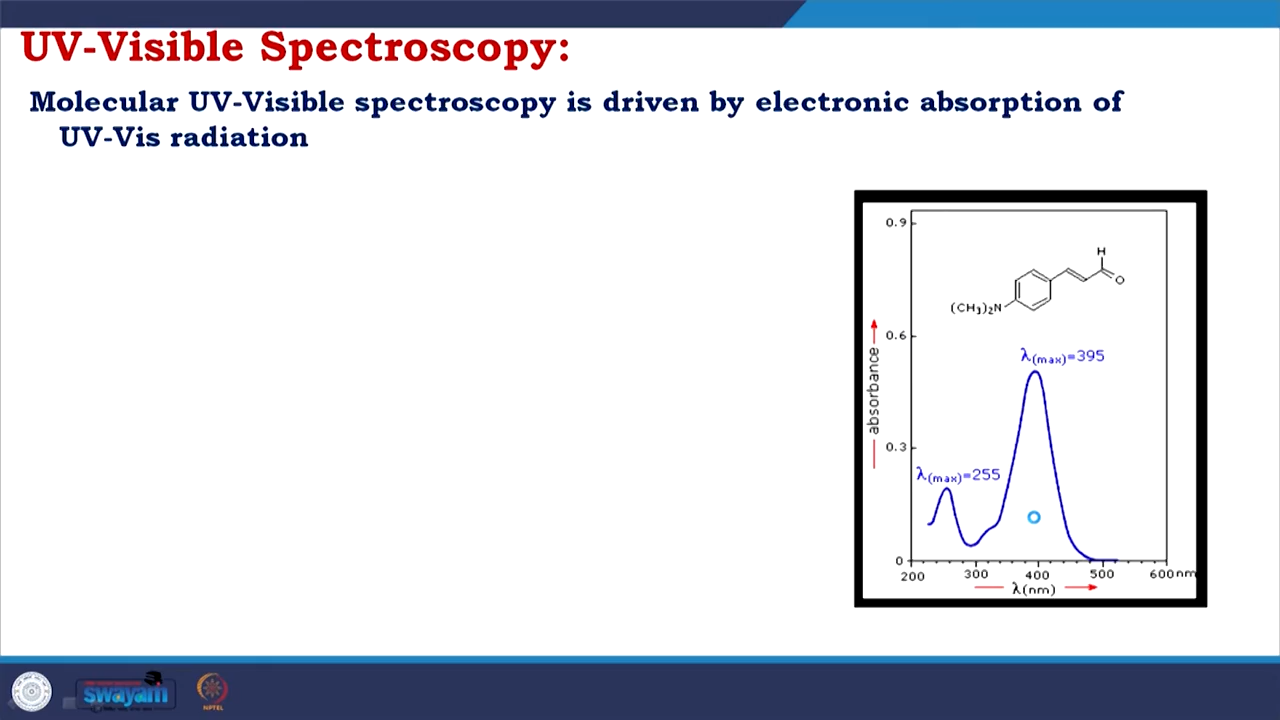 UV-Visible Spectroscopy:
Molecular UV-Visible spectroscopy is driven by electronic absorption of
UV-Vis radiation
0.9
H
O
(CH3)2N
0.6
λ(max)=395
absorbance
0.3
λ(max)=255
0
200 300 400 500 600nm
λ(nm)
swayam
NPTEL